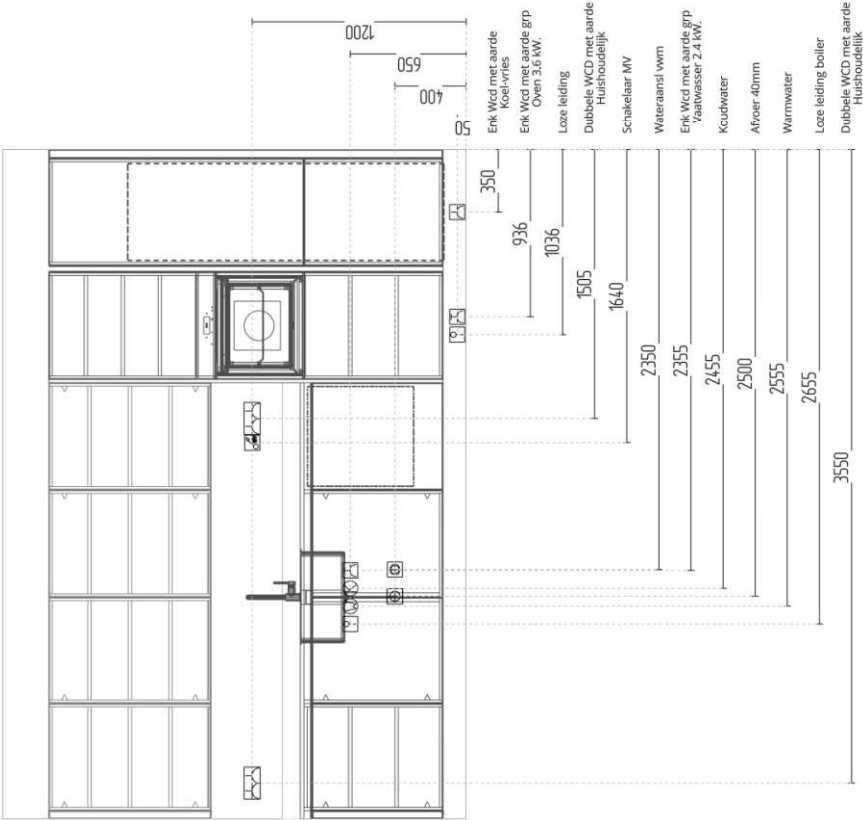 1200
650
400
50
Enk Wcd met aarde
Koel-vries
Enk Wcd met aarde grp
Oven 3.6 kW.
Loze leiding
Dubbele WCD met aarde
Huishoudelijk
Schakelaar MV
Wateraansl vwm
Enk Wcd met aarde grp
Vaatwasser 2.4 kW.
Koudwater
Afvoer 40mm
Warmwater
Loze leiding boiler
Dubbele WCD met aarde
Huishoudelijk
350
936
1036
1505
1640
2350
2355
2455
2500
2555
2655
3550